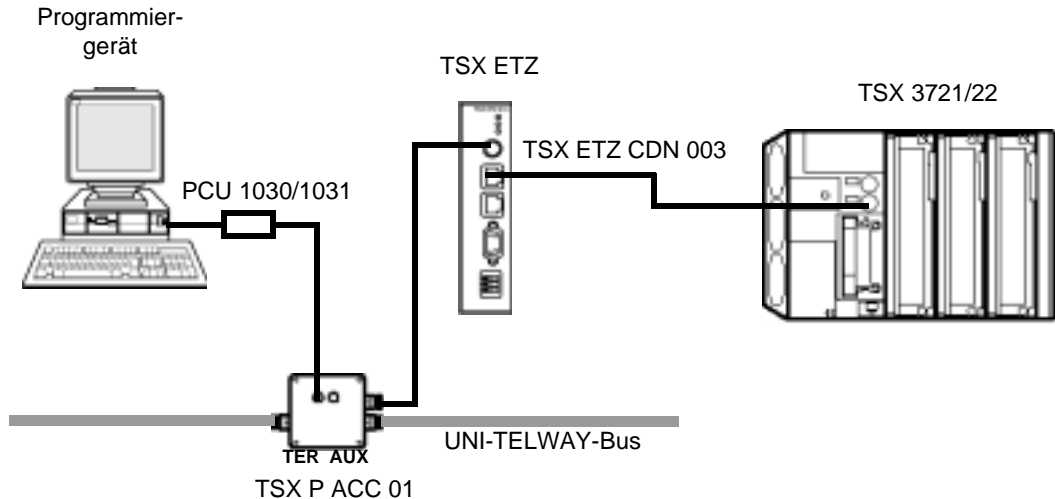 Programmier-
gerät
TSX ETZ
TSX 3721/22
TSX ETZ CDN 003
PCU 1030/1031
UNI-TELWAY-Bus
TER AUX
TSX P ACC 01